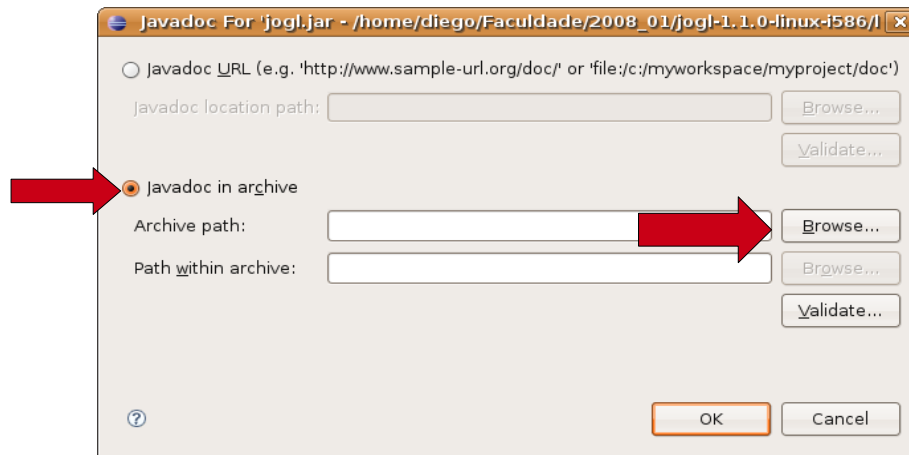 Javadoc For 'jogl.jar - /home/diego/Faculdade/2008_01/jogl-1.1.0-linux-i586/l
Javadoc URL (e.g. 'http://www.sample-url.org/doc/' or 'file:/c:/myworkspace/myproject/doc')
Javadoc location path: Browse...
Validate...
Javadoc in archive
Archive path: Browse...
Path within archive: Browse...
Validate...
OK Cancel